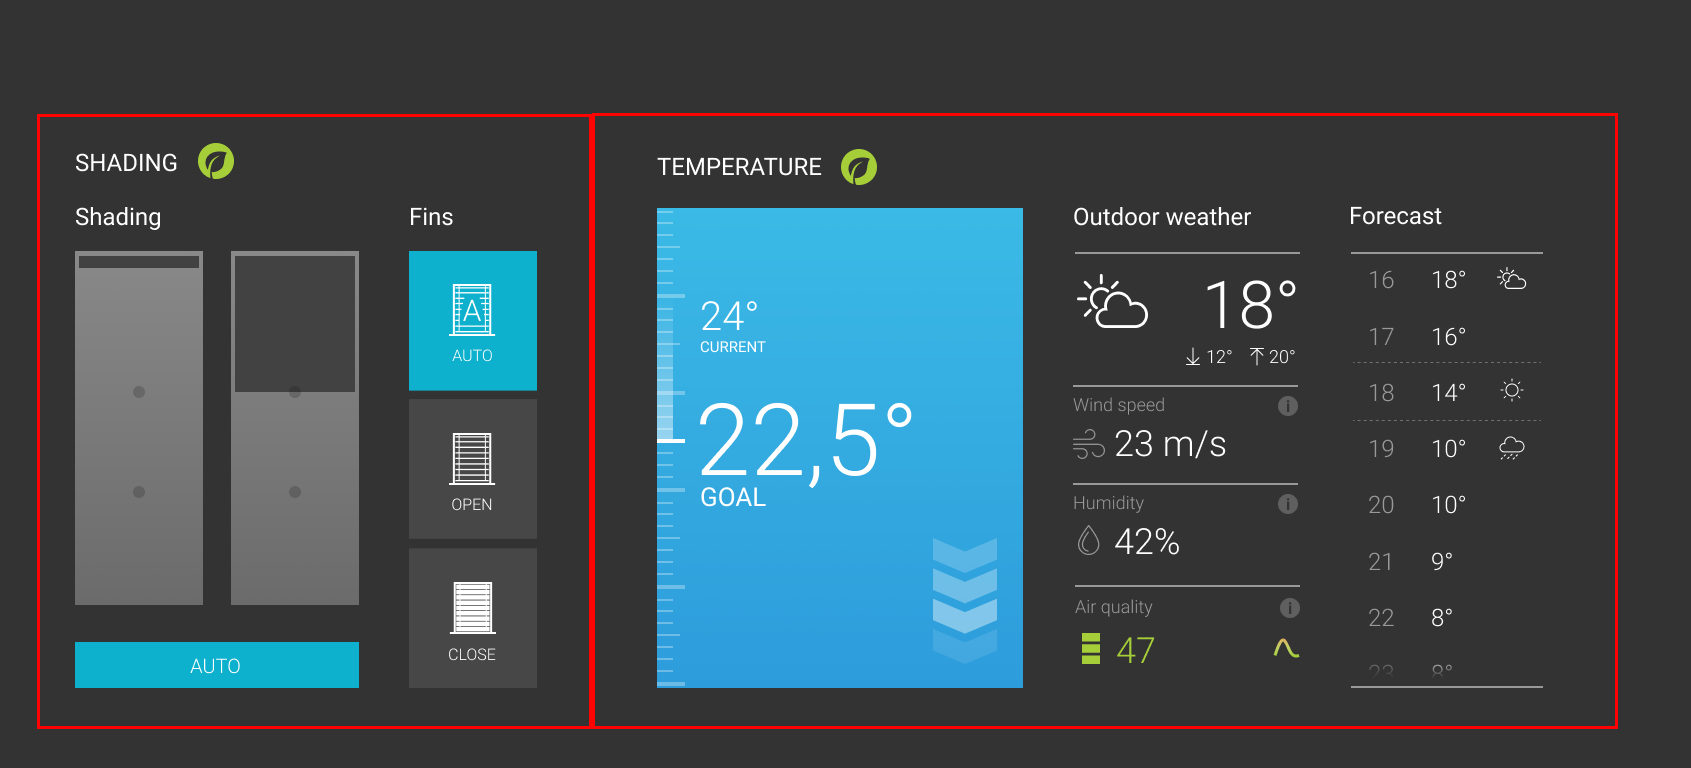 SHADING
Shading
Fins
A
AUTO
OPEN
CLOSE
AUTO
TEMPERATURE
24°
CURRENT
22,5°
GOAL
Outdoor weather
18°
12° 20°
Wind speed i
23 m/s
Humidity i
42%
Air quality i
47
Forecast
16 18°
17 16°
18 14°
19 10°
20 10°
21 9°
22 8°
23 8°